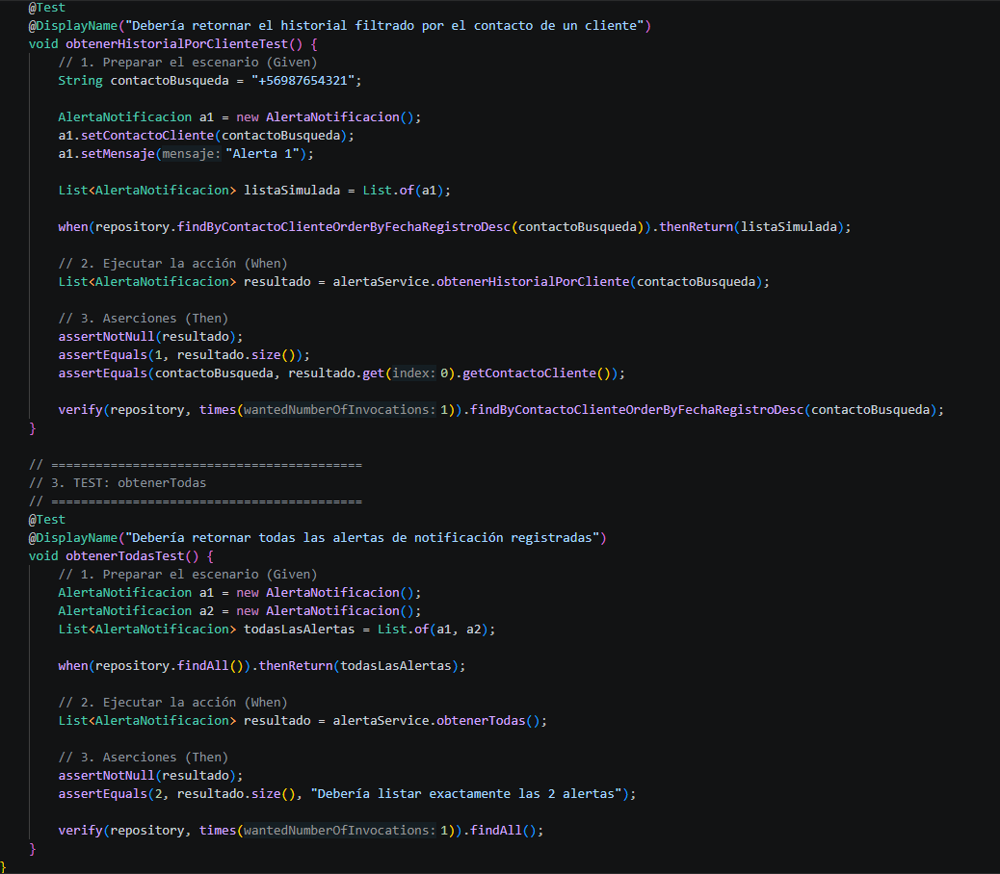 @Test
@DisplayName("Debería retornar el historial filtrado por el contacto de un cliente")
void obtenerHistorialPorClienteTest() {
// 1. Preparar el escenario (Given)
String contactoBusqueda = "+56987654321";
AlertaNotificacion a1 = new AlertaNotificacion();
a1.setContactoCliente(contactoBusqueda);
a1.setMensaje(mensaje: "Alerta 1");
List<AlertaNotificacion> listaSimulada = List.of(a1);
when(repository.findByContactoClienteOrderByFechaRegistroDesc(contactoBusqueda)).thenReturn(listaSimulada);
// 2. Ejecutar la acción (When)
List<AlertaNotificacion> resultado = alertaService.obtenerHistorialPorCliente(contactoBusqueda);
// 3. Aserciones (Then)
assertNotNull(resultado);
assertEquals(1, resultado.size());
assertEquals(contactoBusqueda, resultado.get(index: 0).getContactoCliente());
verify(repository, times(wantedNumberOfInvocations: 1)).findByContactoClienteOrderByFechaRegistroDesc(contactoBusqueda);
}
// ==========================================
// 3. TEST: obtenerTodas
// ==========================================
@Test
@DisplayName("Debería retornar todas las alertas de notificación registradas")
void obtenerTodasTest() {
// 1. Preparar el escenario (Given)
AlertaNotificacion a1 = new AlertaNotificacion();
AlertaNotificacion a2 = new AlertaNotificacion();
List<AlertaNotificacion> todasLasAlertas = List.of(a1, a2);
when(repository.findAll()).thenReturn(todasLasAlertas);
// 2. Ejecutar la acción (When)
List<AlertaNotificacion> resultado = alertaService.obtenerTodas();
// 3. Aserciones (Then)
assertNotNull(resultado);
assertEquals(2, resultado.size(), "Debería listar exactamente las 2 alertas");
verify(repository, times(wantedNumberOfInvocations: 1)).findAll();
}
}